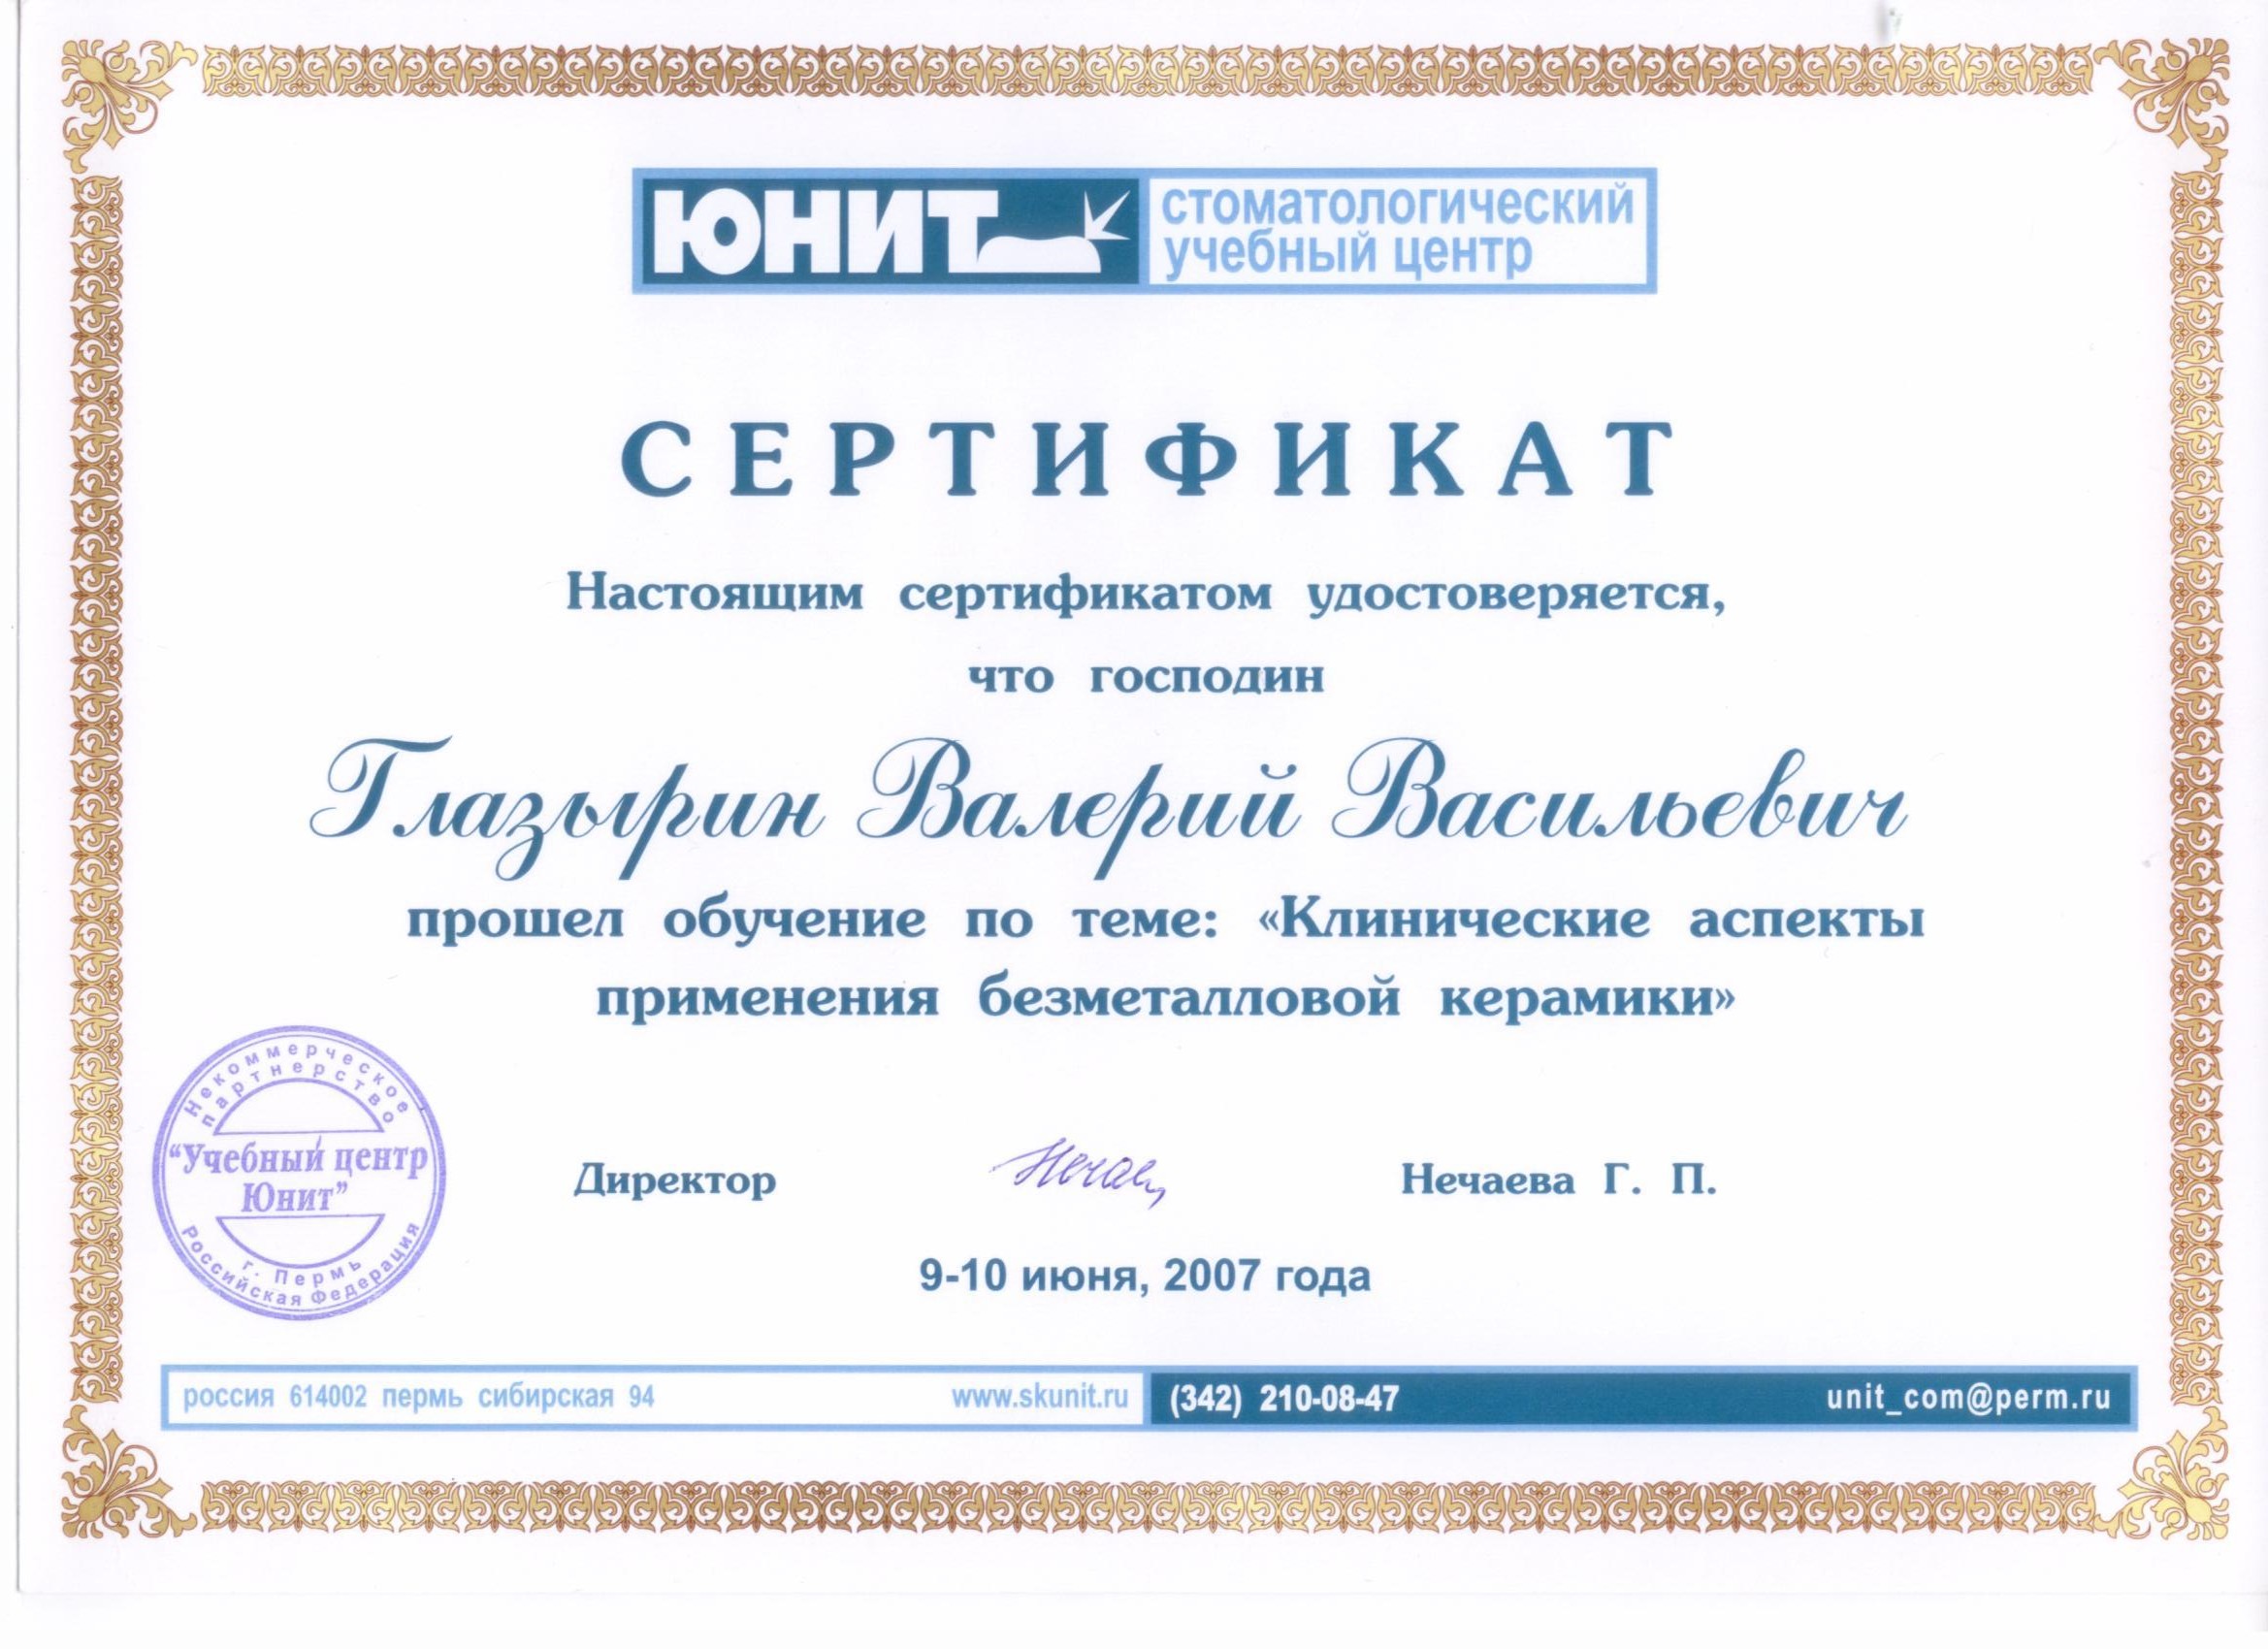 ЮНИТ стоматологический
учебный центр
СЕРТИФИКАТ
Настоящим сертификатом удостоверяется,
что господин
Глазырин Валерий Васильевич
прошел обучение по теме: «Клинические аспекты
применения безметалловой керамики»
Некоммерческое
партнерство
"Учебный центр
Юнит"
г. Пермь
Российская Федерация
Директор Нечаева Г. П.
9-10 июня, 2007 года
россия 614002 пермь сибирская 94 www.skunit.ru (342) 210-08-47 unit_com@perm.ru